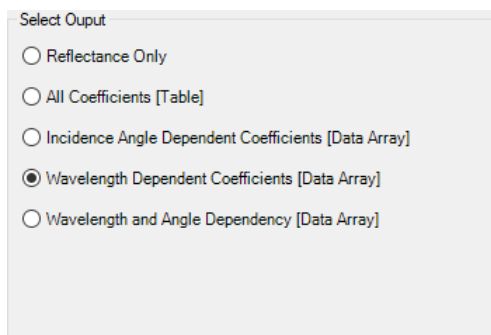 Select Ouput
Reflectance Only
All Coefficients [Table]
Incidence Angle Dependent Coefficients [Data Array]
Wavelength Dependent Coefficients [Data Array]
Wavelength and Angle Dependency [Data Array]